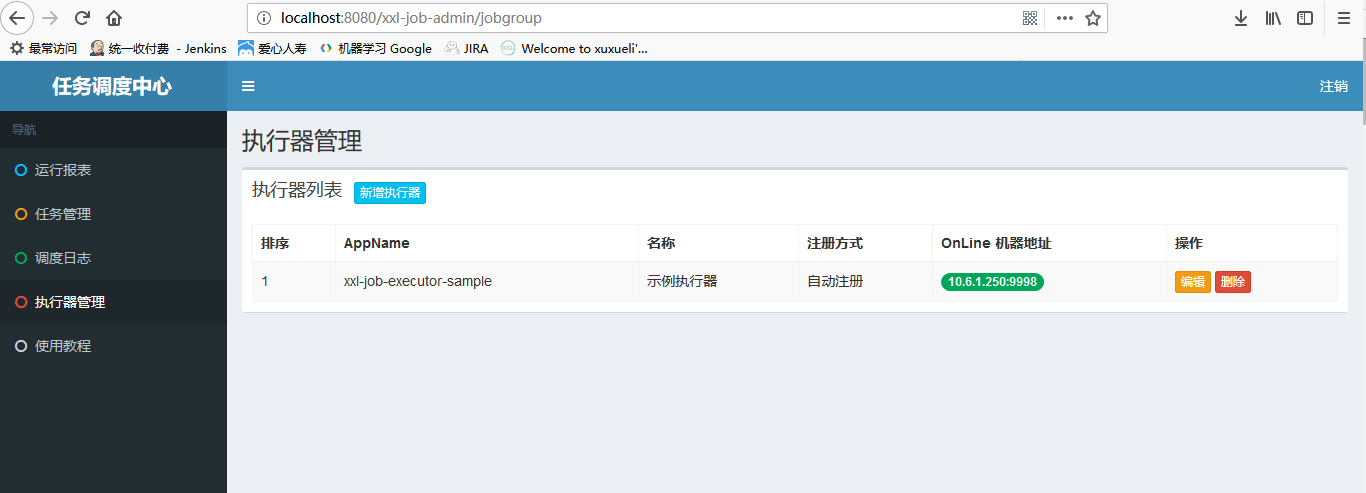 localhost:8080/xxl-job-admin/jobgroup
最常访问 统一收付费 - Jenkins 爱心人寿 机器学习 Google JIRA Welcome to xuxueli'...
任务调度中心 注销
导航
运行报表
任务管理
调度日志
执行器管理
使用教程
执行器管理
执行器列表 新增执行器
排序 AppName 名称 注册方式 OnLine 机器地址 操作
1 xxl-job-executor-sample 示例执行器 自动注册 10.6.1.250:9998 编辑 删除